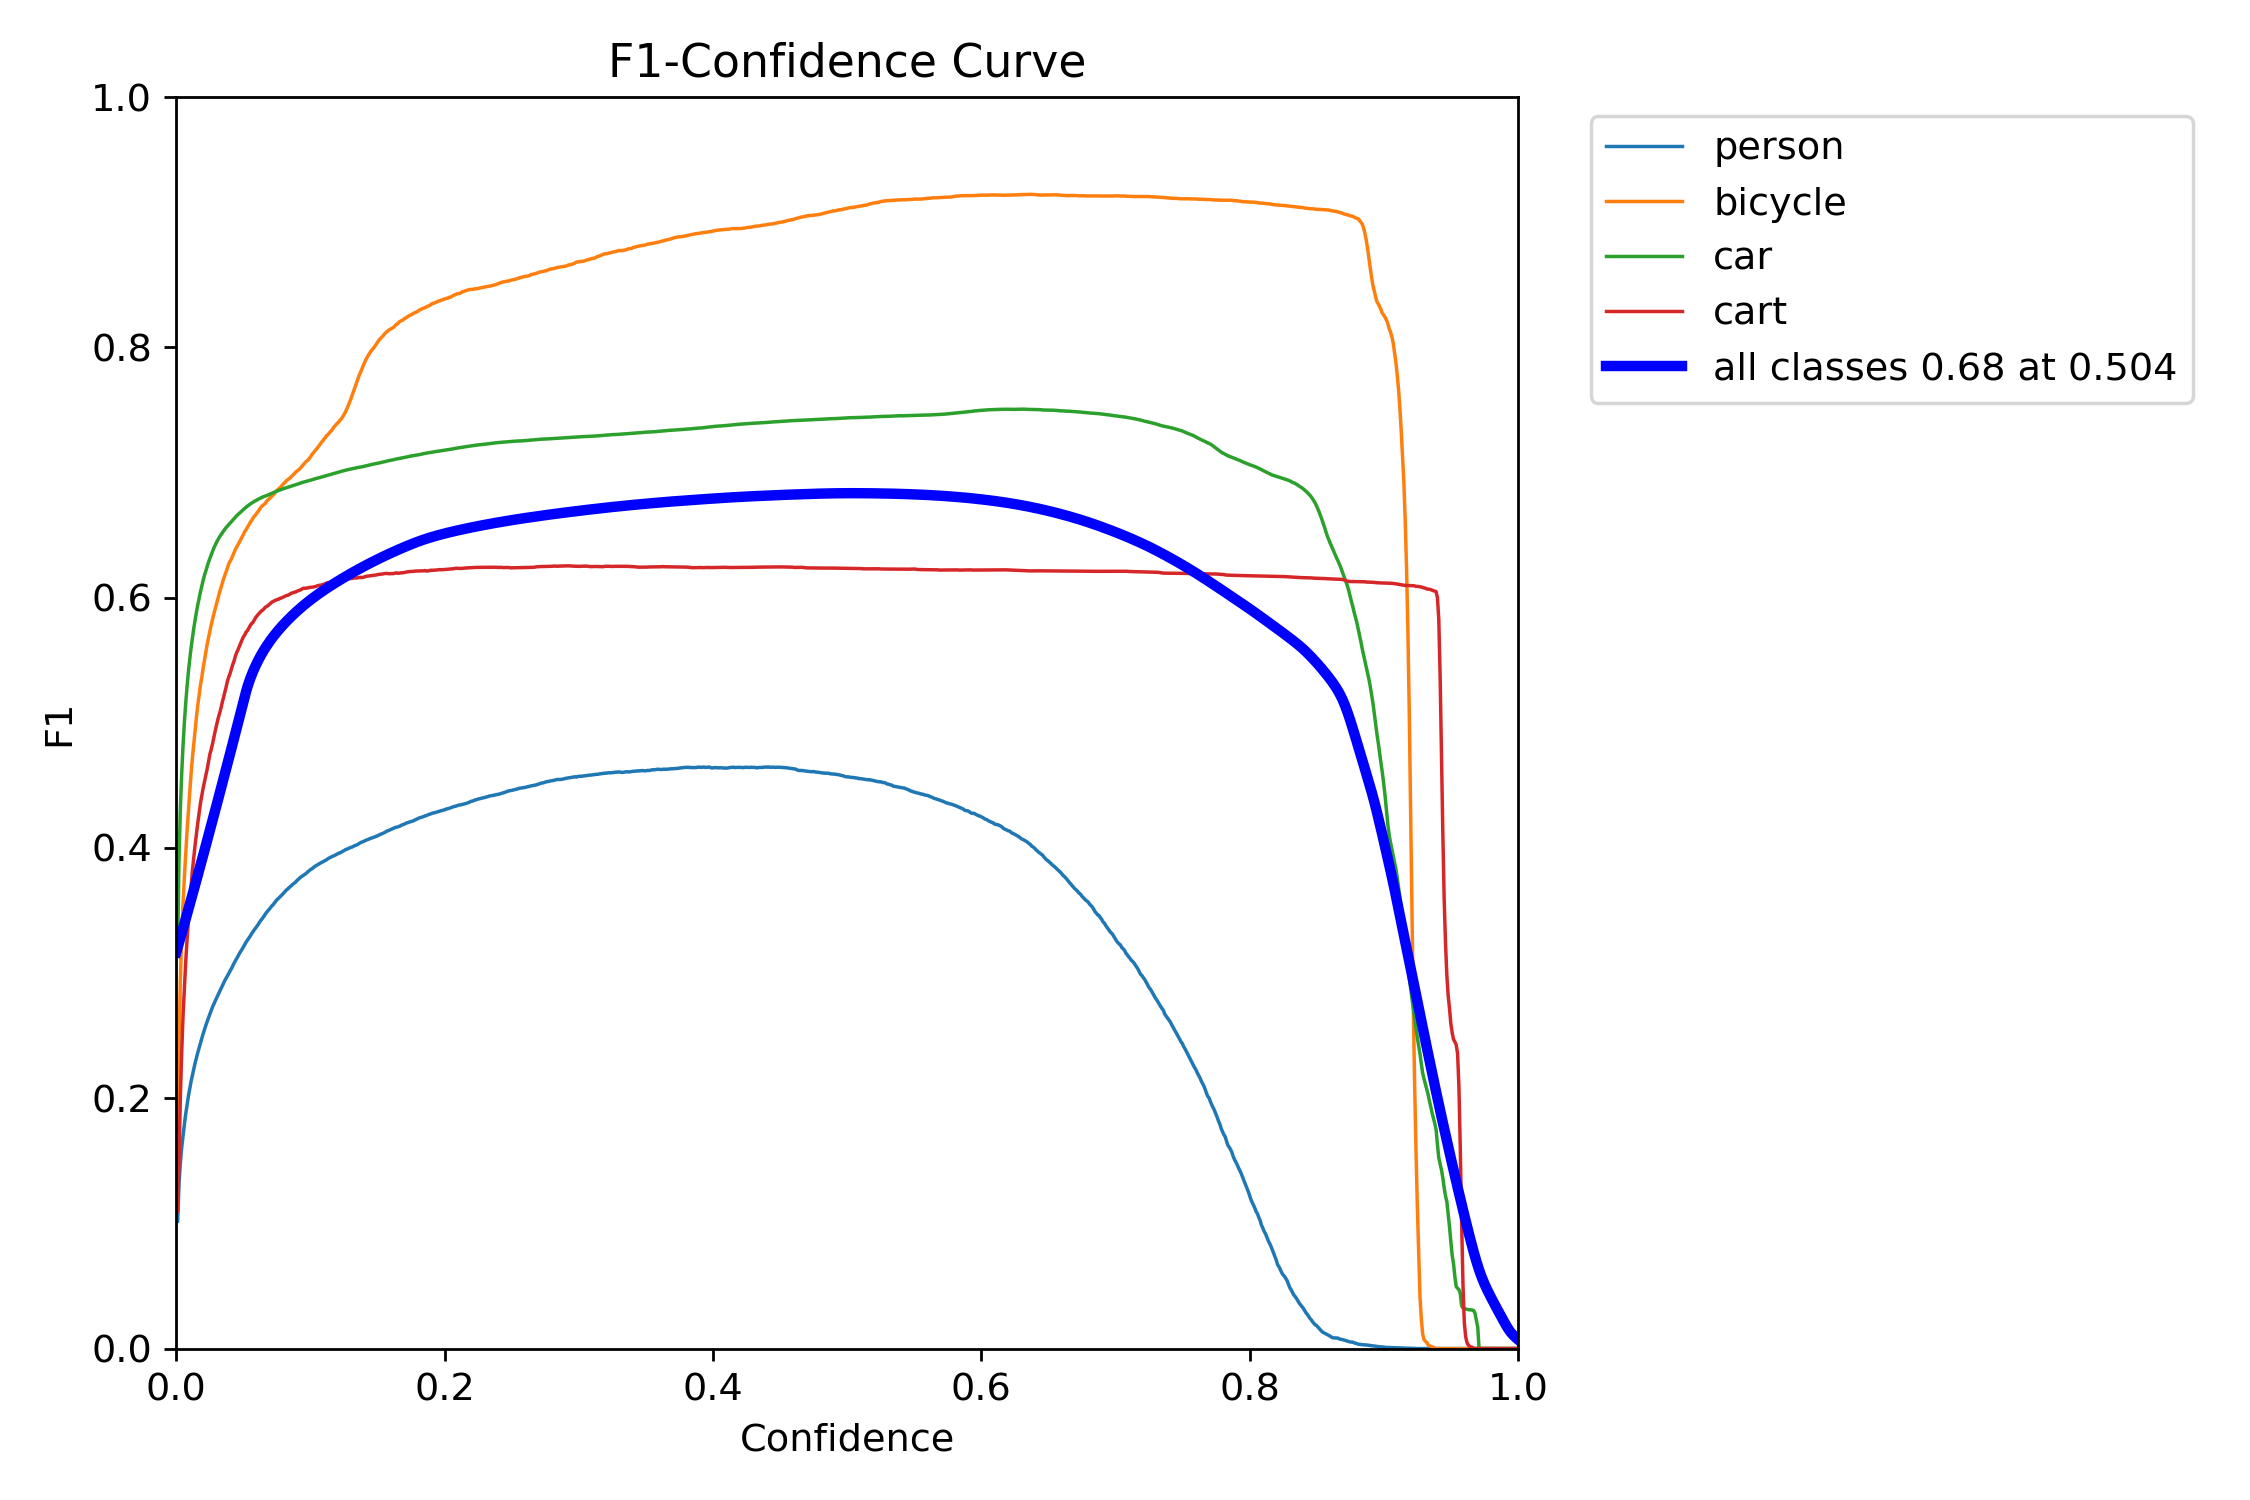 F1-Confidence Curve
1.0
0.8
0.6
0.4
0.2
0.0
F1
0.0 0.2 0.4 0.6 0.8 1.0
Confidence
person
bicycle
car
cart
all classes 0.68 at 0.504